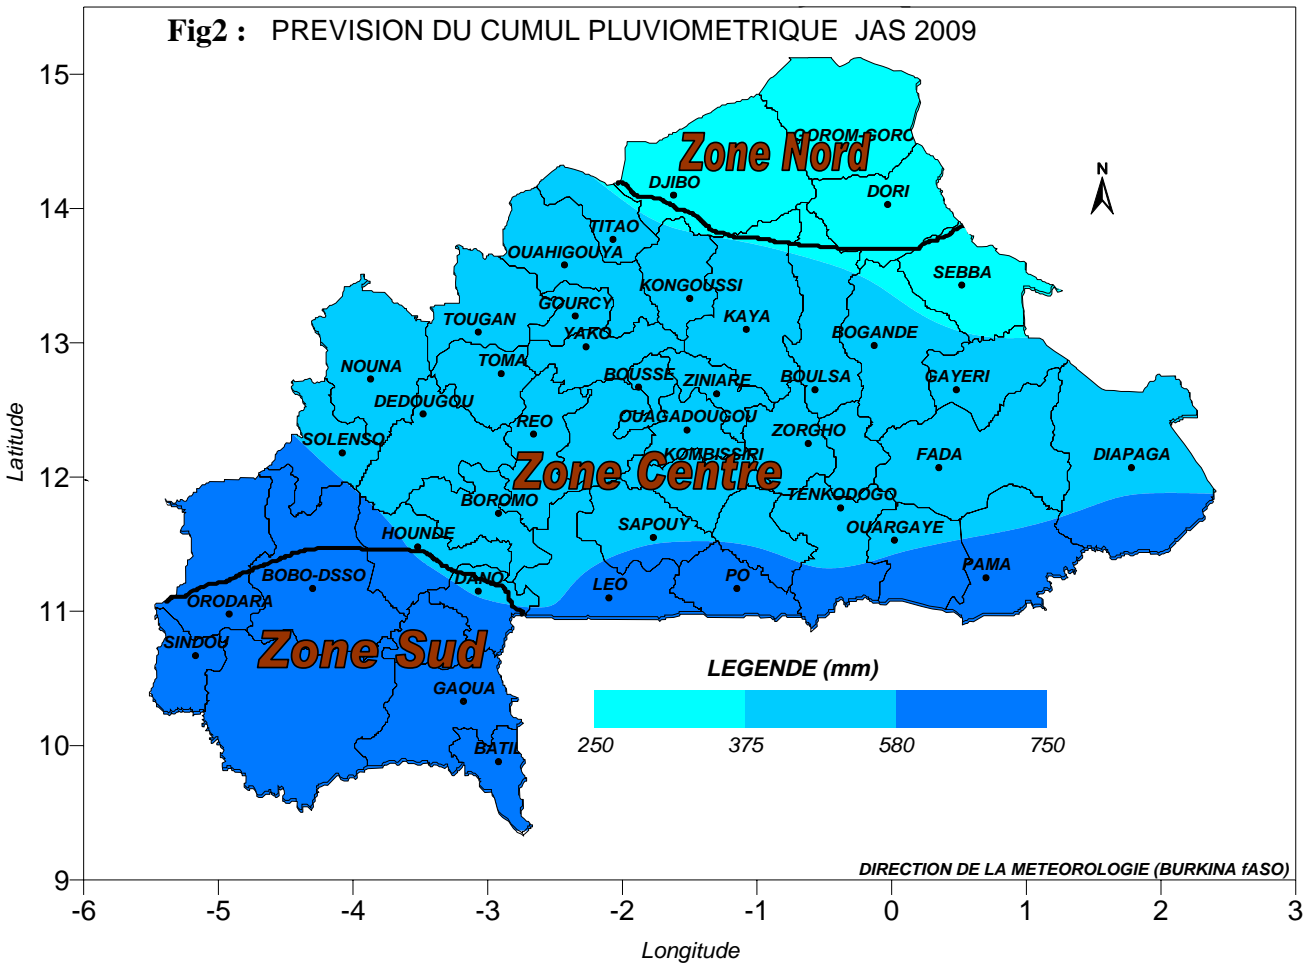 Fig2 : PREVISION DU CUMUL PLUVIOMETRIQUE JAS 2009
15
14
13
12
11
10
9
Latitude
N
GOROM-GORO
Zone Nord
DJIBO
DORI
TITAO
OUAHIGOUYA
SEBBA
KONGOUSSI
GOURCY
TOUGAN
KAYA
YAKO
BOGANDE
NOUNA
TOMA
BOUSSE
ZINIARE
BOULSA
GAYERI
DEDOUGOU
REO
OUAGADOUGOU
ZORGHO
SOLENSO
KOMBISSIRI
FADA
DIAPAGA
Zone Centre
BOROMO
TENKODOGO
HOUNDE
SAPOUY
OUARGAYE
BOBO-DSSO
DANO
LEO
PO
PAMA
ORODARA
SINDOU
Zone Sud
GAOUA
BATIE
LEGENDE (mm)
250 375 580 750
DIRECTION DE LA METEOROLOGIE (BURKINA fASO)
-6 -5 -4 -3 -2 -1 0 1 2 3
Longitude